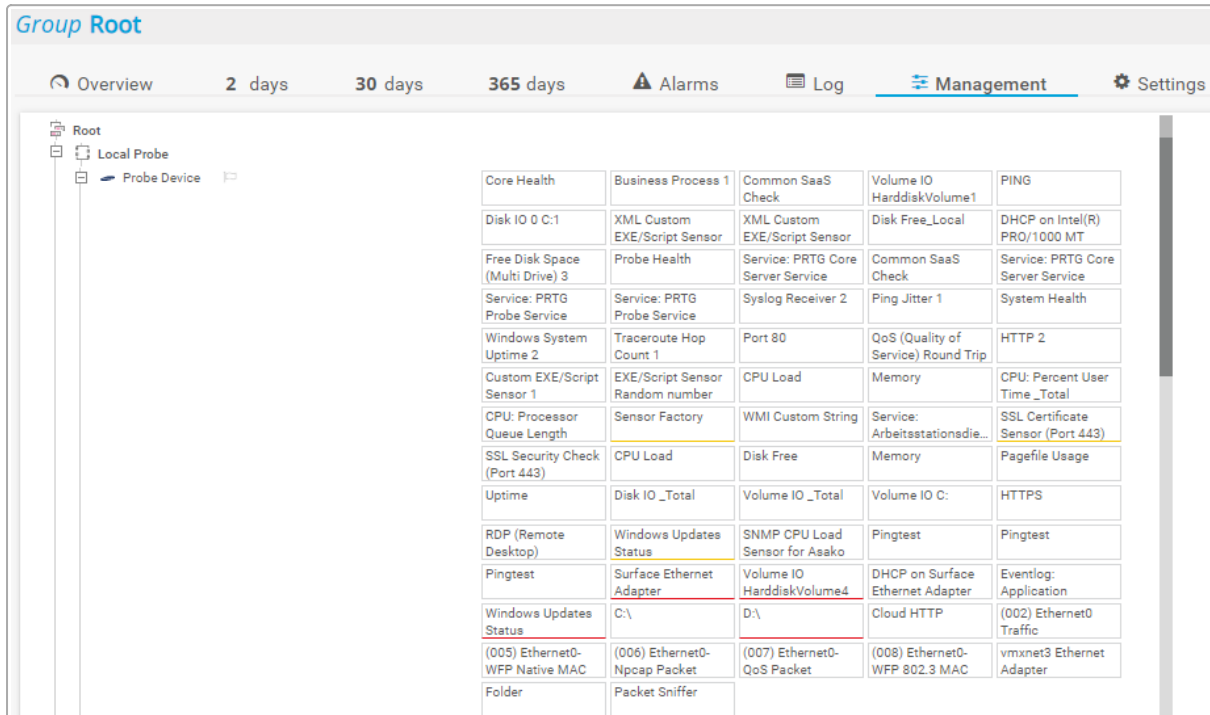 Group Root
Overview
2 days
30 days
365 days
Alarms
Log
Management
Settings
Root
Local Probe
Probe Device
Core Health
Business Process 1
Common SaaS
Check
Volume IO
HarddiskVolume1
PING
Disk IO 0 C:1
XML Custom
EXE/Script Sensor
XML Custom
EXE/Script Sensor
Disk Free_Local
DHCP on Intel(R)
PRO/1000 MT
Free Disk Space
(Multi Drive) 3
Probe Health
Service: PRTG Core
Server Service
Common SaaS
Check
Service: PRTG Core
Server Service
Service: PRTG
Probe Service
Service: PRTG
Probe Service
Syslog Receiver 2
Ping Jitter 1
System Health
Windows System
Uptime 2
Traceroute Hop
Count 1
Port 80
QoS (Quality of
Service) Round Trip
HTTP 2
Custom EXE/Script
Sensor 1
EXE/Script Sensor
Random number
CPU Load
Memory
CPU: Percent User
Time _Total
CPU: Processor
Queue Length
Sensor Factory
WMI Custom String
Service:
Arbeitsstationsdie...
SSL Certificate
Sensor (Port 443)
SSL Security Check
(Port 443)
CPU Load
Disk Free
Memory
Pagefile Usage
Uptime
Disk IO _Total
Volume IO _Total
Volume IO C:
HTTPS
RDP (Remote
Desktop)
Windows Updates
Status
SNMP CPU Load
Sensor for Asako
Pingtest
Pingtest
Pingtest
Surface Ethernet
Adapter
Volume IO
HarddiskVolume4
DHCP on Surface
Ethernet Adapter
Eventlog:
Application
Windows Updates
Status
C:\
D:\
Cloud HTTP
(002) Ethernet0
Traffic
(005) Ethernet0-
WFP Native MAC
(006) Ethernet0-
Npcap Packet
(007) Ethernet0-
QoS Packet
(008) Ethernet0-
WFP 802.3 MAC
vmxnet3 Ethernet
Adapter
Folder
Packet Sniffer